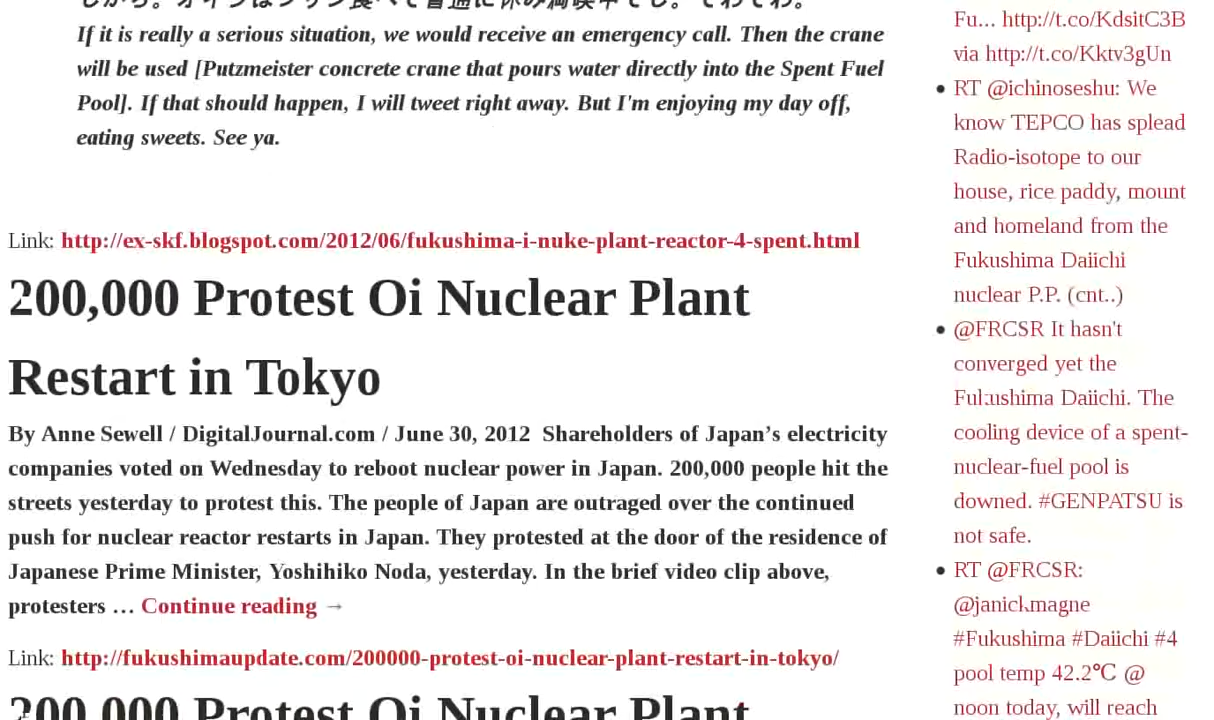 If it is really a serious situation, we would receive an emergency call. Then the crane
will be used [Putzmeister concrete crane that pours water directly into the Spent Fuel
Pool]. If that should happen, I will tweet right away. But I'm enjoying my day off,
eating sweets. See ya.
Link: http://ex-skf.blogspot.com/2012/06/fukushima-i-nuke-plant-reactor-4-spent.html
200,000 Protest Oi Nuclear Plant
Restart in Tokyo
By Anne Sewell / DigitalJournal.com / June 30, 2012  Shareholders of Japan’s electricity
companies voted on Wednesday to reboot nuclear power in Japan. 200,000 people hit the
streets yesterday to protest this. The people of Japan are outraged over the continued
push for nuclear reactor restarts in Japan. They protested at the door of the residence of
Japanese Prime Minister, Yoshihiko Noda, yesterday. In the brief video clip above,
protesters … Continue reading →
Link: http://fukushimaupdate.com/200000-protest-oi-nuclear-plant-restart-in-tokyo/
200,000 Protest Oi Nuclear Plant
Fu... http://t.co/KdsitC3B
via http://t.co/Kktv3gUn
RT @ichinoseshu: We
know TEPCO has splead
Radio-isotope to our
house, rice paddy, mount
and homeland from the
Fukushima Daiichi
nuclear P.P. (cnt..)
@FRCSR It hasn't
converged yet the
Fukushima Daiichi. The
cooling device of a spent-
nuclear-fuel pool is
downed. #GENPATSU is
not safe.
RT @FRCSR:
@janickmagne
#Fukushima #Daiichi #4
pool temp 42.2℃ @
noon today, will reach